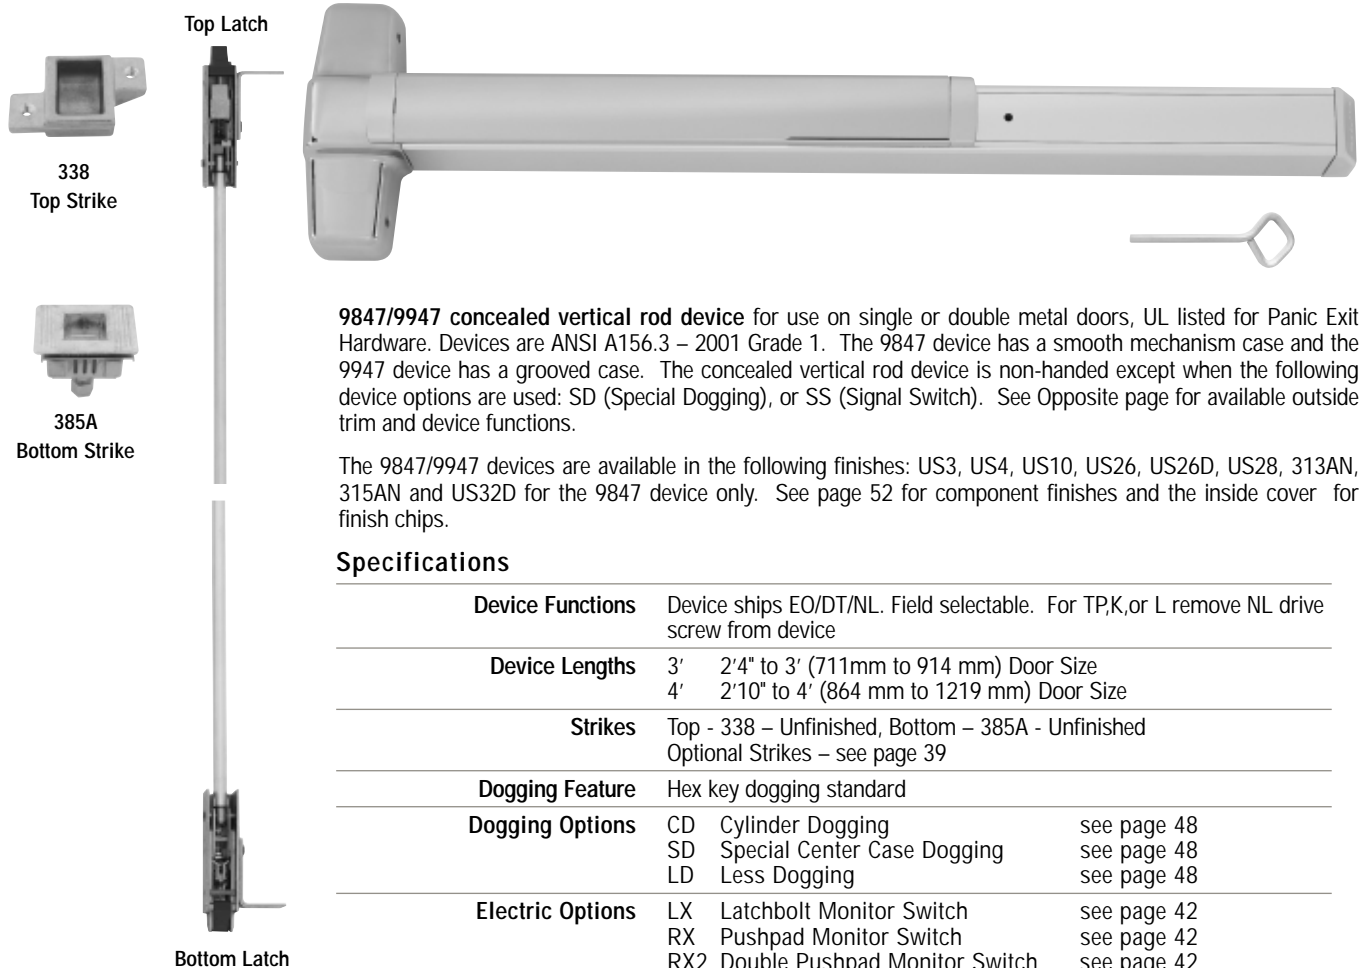 Top Latch
338
Top Strike
385A
Bottom Strike
9847/9947 concealed vertical rod device for use on single or double metal doors, UL listed for Panic Exit
Hardware. Devices are ANSI A156.3 – 2001 Grade 1. The 9847 device has a smooth mechanism case and the
9947 device has a grooved case. The concealed vertical rod device is non-handed except when the following
device options are used: SD (Special Dogging), or SS (Signal Switch). See Opposite page for available outside
trim and device functions.
The 9847/9947 devices are available in the following finishes: US3, US4, US10, US26, US26D, US28, 313AN,
315AN and US32D for the 9847 device only. See page 52 for component finishes and the inside cover for
finish chips.
Specifications
Device Functions Device ships EO/DT/NL. Field selectable. For TP,K,or L remove NL drive
screw from device
Device Lengths 3′ 2′4" to 3′ (711mm to 914 mm) Door Size
4′ 2′10" to 4′ (864 mm to 1219 mm) Door Size
Strikes Top - 338 – Unfinished, Bottom – 385A - Unfinished
Optional Strikes – see page 39
Dogging Feature Hex key dogging standard
Dogging Options CD Cylinder Dogging see page 48
SD Special Center Case Dogging see page 48
LD Less Dogging see page 48
Electric Options LX Latchbolt Monitor Switch see page 42
RX Pushpad Monitor Switch see page 42
RX2 Double Pushpad Monitor Switch see page 42
Bottom Latch